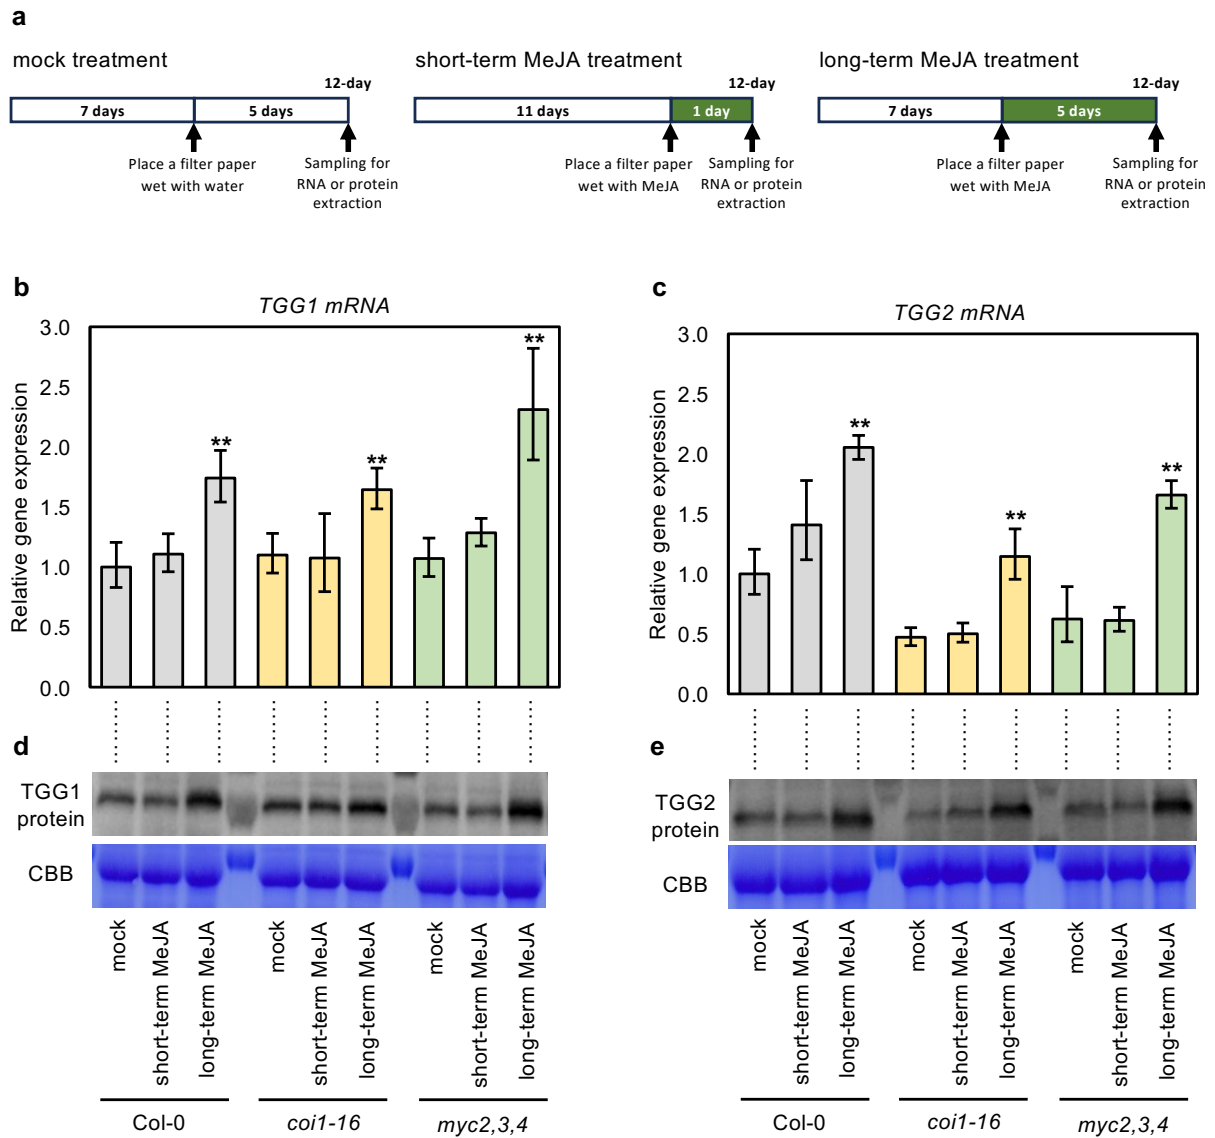 a
mock treatment
12-day
7 days
5 days
Place a filter paper
wet with water
Sampling for
RNA or protein
extraction
short-term MeJA treatment
12-day
11 days
1 day
Place a filter paper
wet with MeJA
Sampling for
RNA or protein
extraction
long-term MeJA treatment
12-day
7 days
5 days
Place a filter paper
wet with MeJA
Sampling for
RNA or protein
extraction
b
TGG1 mRNA
Relative gene expression
3.0
2.5
2.0
1.5
1.0
0.5
0.0
**
**
**
c
TGG2 mRNA
Relative gene expression
3.0
2.5
2.0
1.5
1.0
0.5
0.0
**
**
**
d
TGG1
protein
CBB
mock
short-term MeJA
long-term MeJA
mock
short-term MeJA
long-term MeJA
mock
short-term MeJA
long-term MeJA
Col-0
coi1-16
myc2,3,4
e
TGG2
protein
CBB
mock
short-term MeJA
long-term MeJA
mock
short-term MeJA
long-term MeJA
mock
short-term MeJA
long-term MeJA
Col-0
coi1-16
myc2,3,4